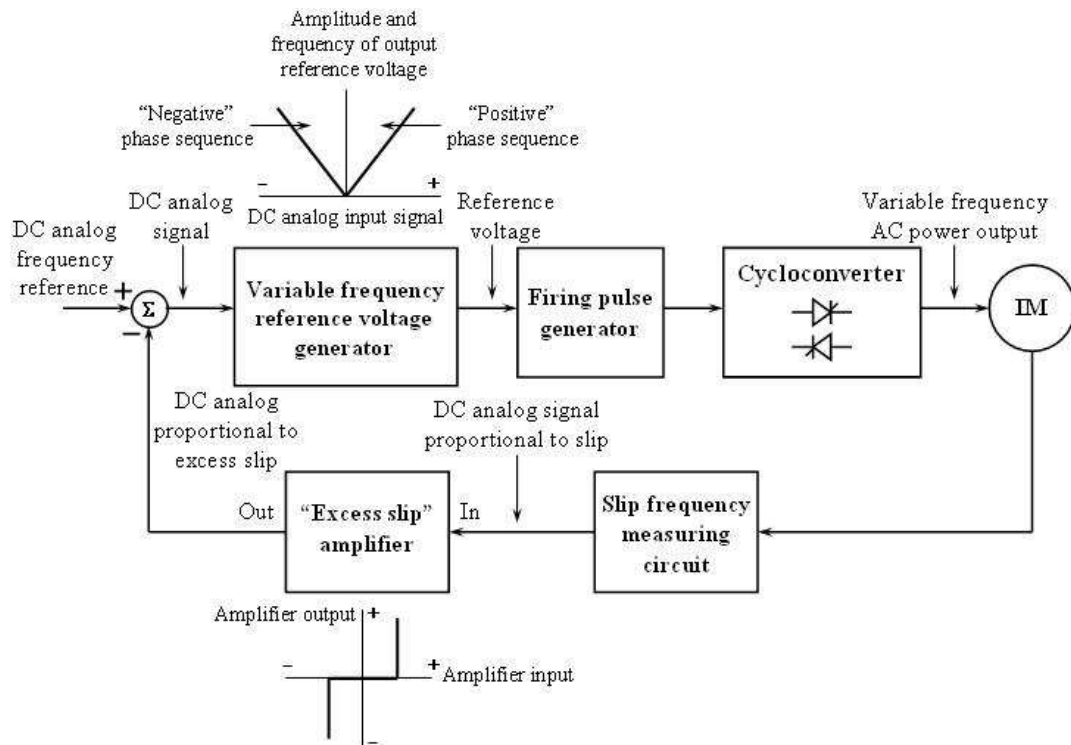 Amplitude and
frequency of output
reference voltage
“Negative”
phase sequence
“Positive”
phase sequence
−
+
DC analog input signal
DC analog
signal
DC analog
frequency
reference
+
Σ
−
Variable frequency
reference voltage
generator
Reference
voltage
Firing pulse
generator
Cycloconverter
Variable frequency
AC power output
IM
DC analog
proportional to
excess slip
DC analog signal
proportional to slip
Out
“Excess slip”
amplifier
In
Slip frequency
measuring
circuit
Amplifier output
+
−
+
Amplifier input
−